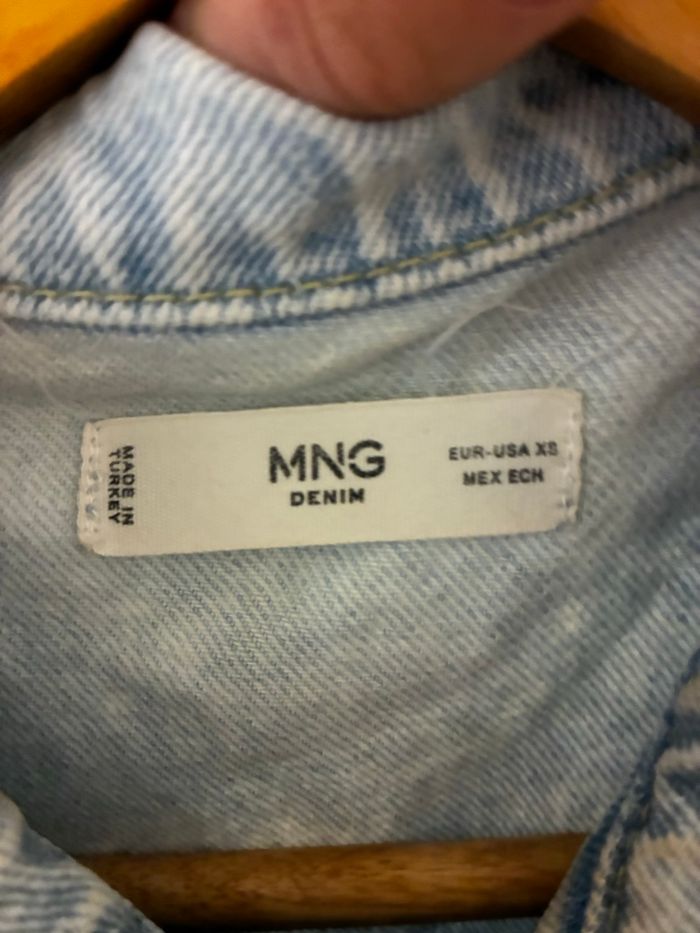 MADE IN
TURKEY
MNG
DENIM
EUR-USA XS
MEX ECH